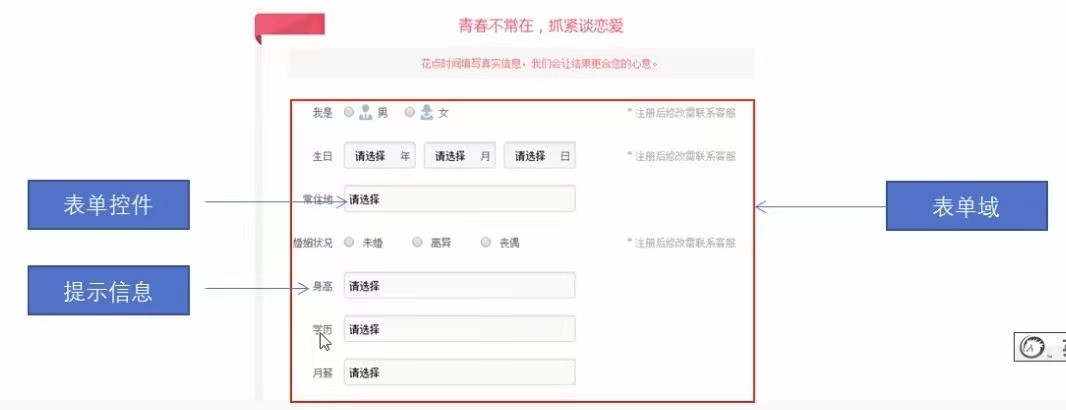 青春不常在，抓紧谈恋爱
花点时间填写真实信息，我们会让结果更合您的心意。
我是 男 女 * 注册后修改需联系客服
生日 请选择 年 请选择 月 请选择 日 * 注册后修改需联系客服
表单控件
常住地 请选择
表单域
婚姻状况 未婚 离异 丧偶 * 注册后修改需联系客服
提示信息
身高 请选择
学历 请选择
月薪 请选择